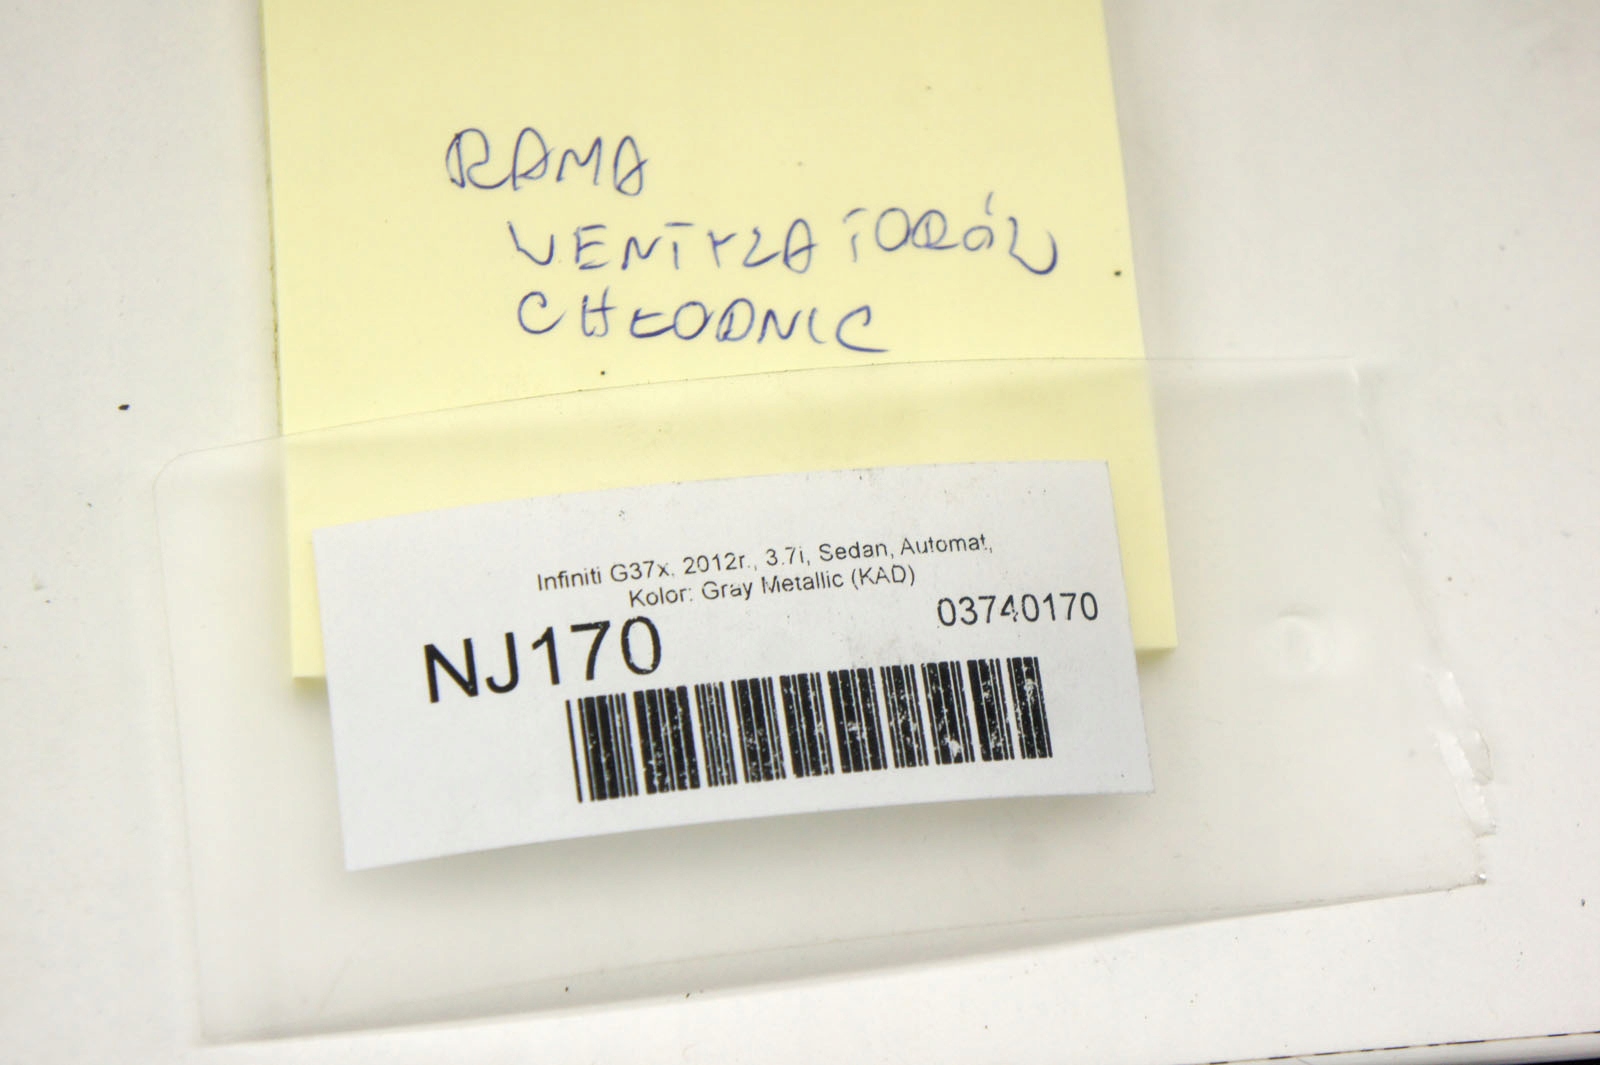 RAMA
WENTYLATORÓW
CHŁODNIC
Infiniti G37x, 2012r., 3.7i, Sedan, Automat,
Kolor: Gray Metallic (KAD)
03740170
NJ170